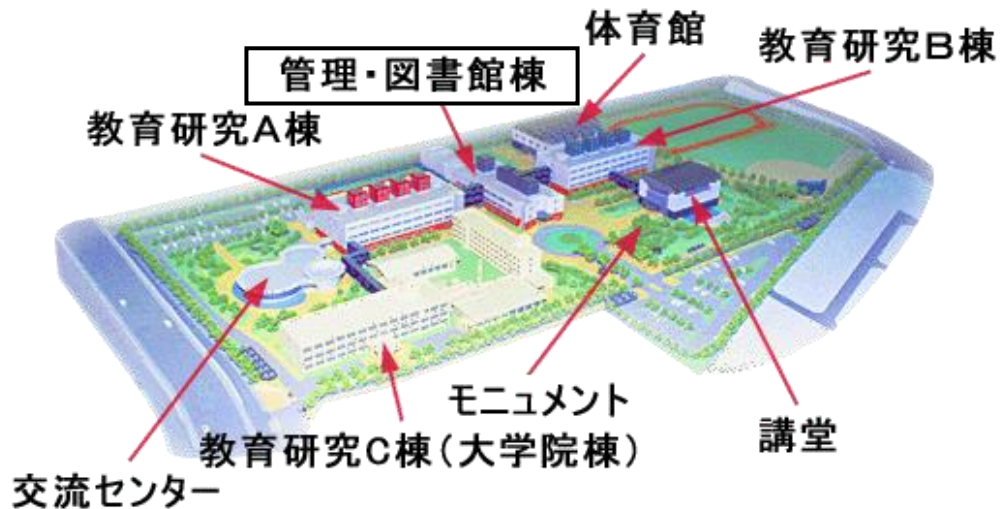 体育館
教育研究B棟
管理・図書館棟
教育研究A棟
モニュメント
講堂
教育研究C棟(大学院棟)
交流センター